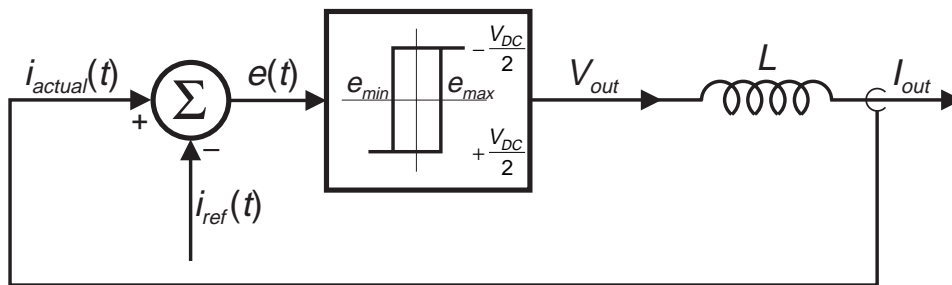 i_actual(t)
+
Σ
−
i_ref(t)
e(t)
e_min
e_max
− V_DC/2
+ V_DC/2
V_out
L
I_out